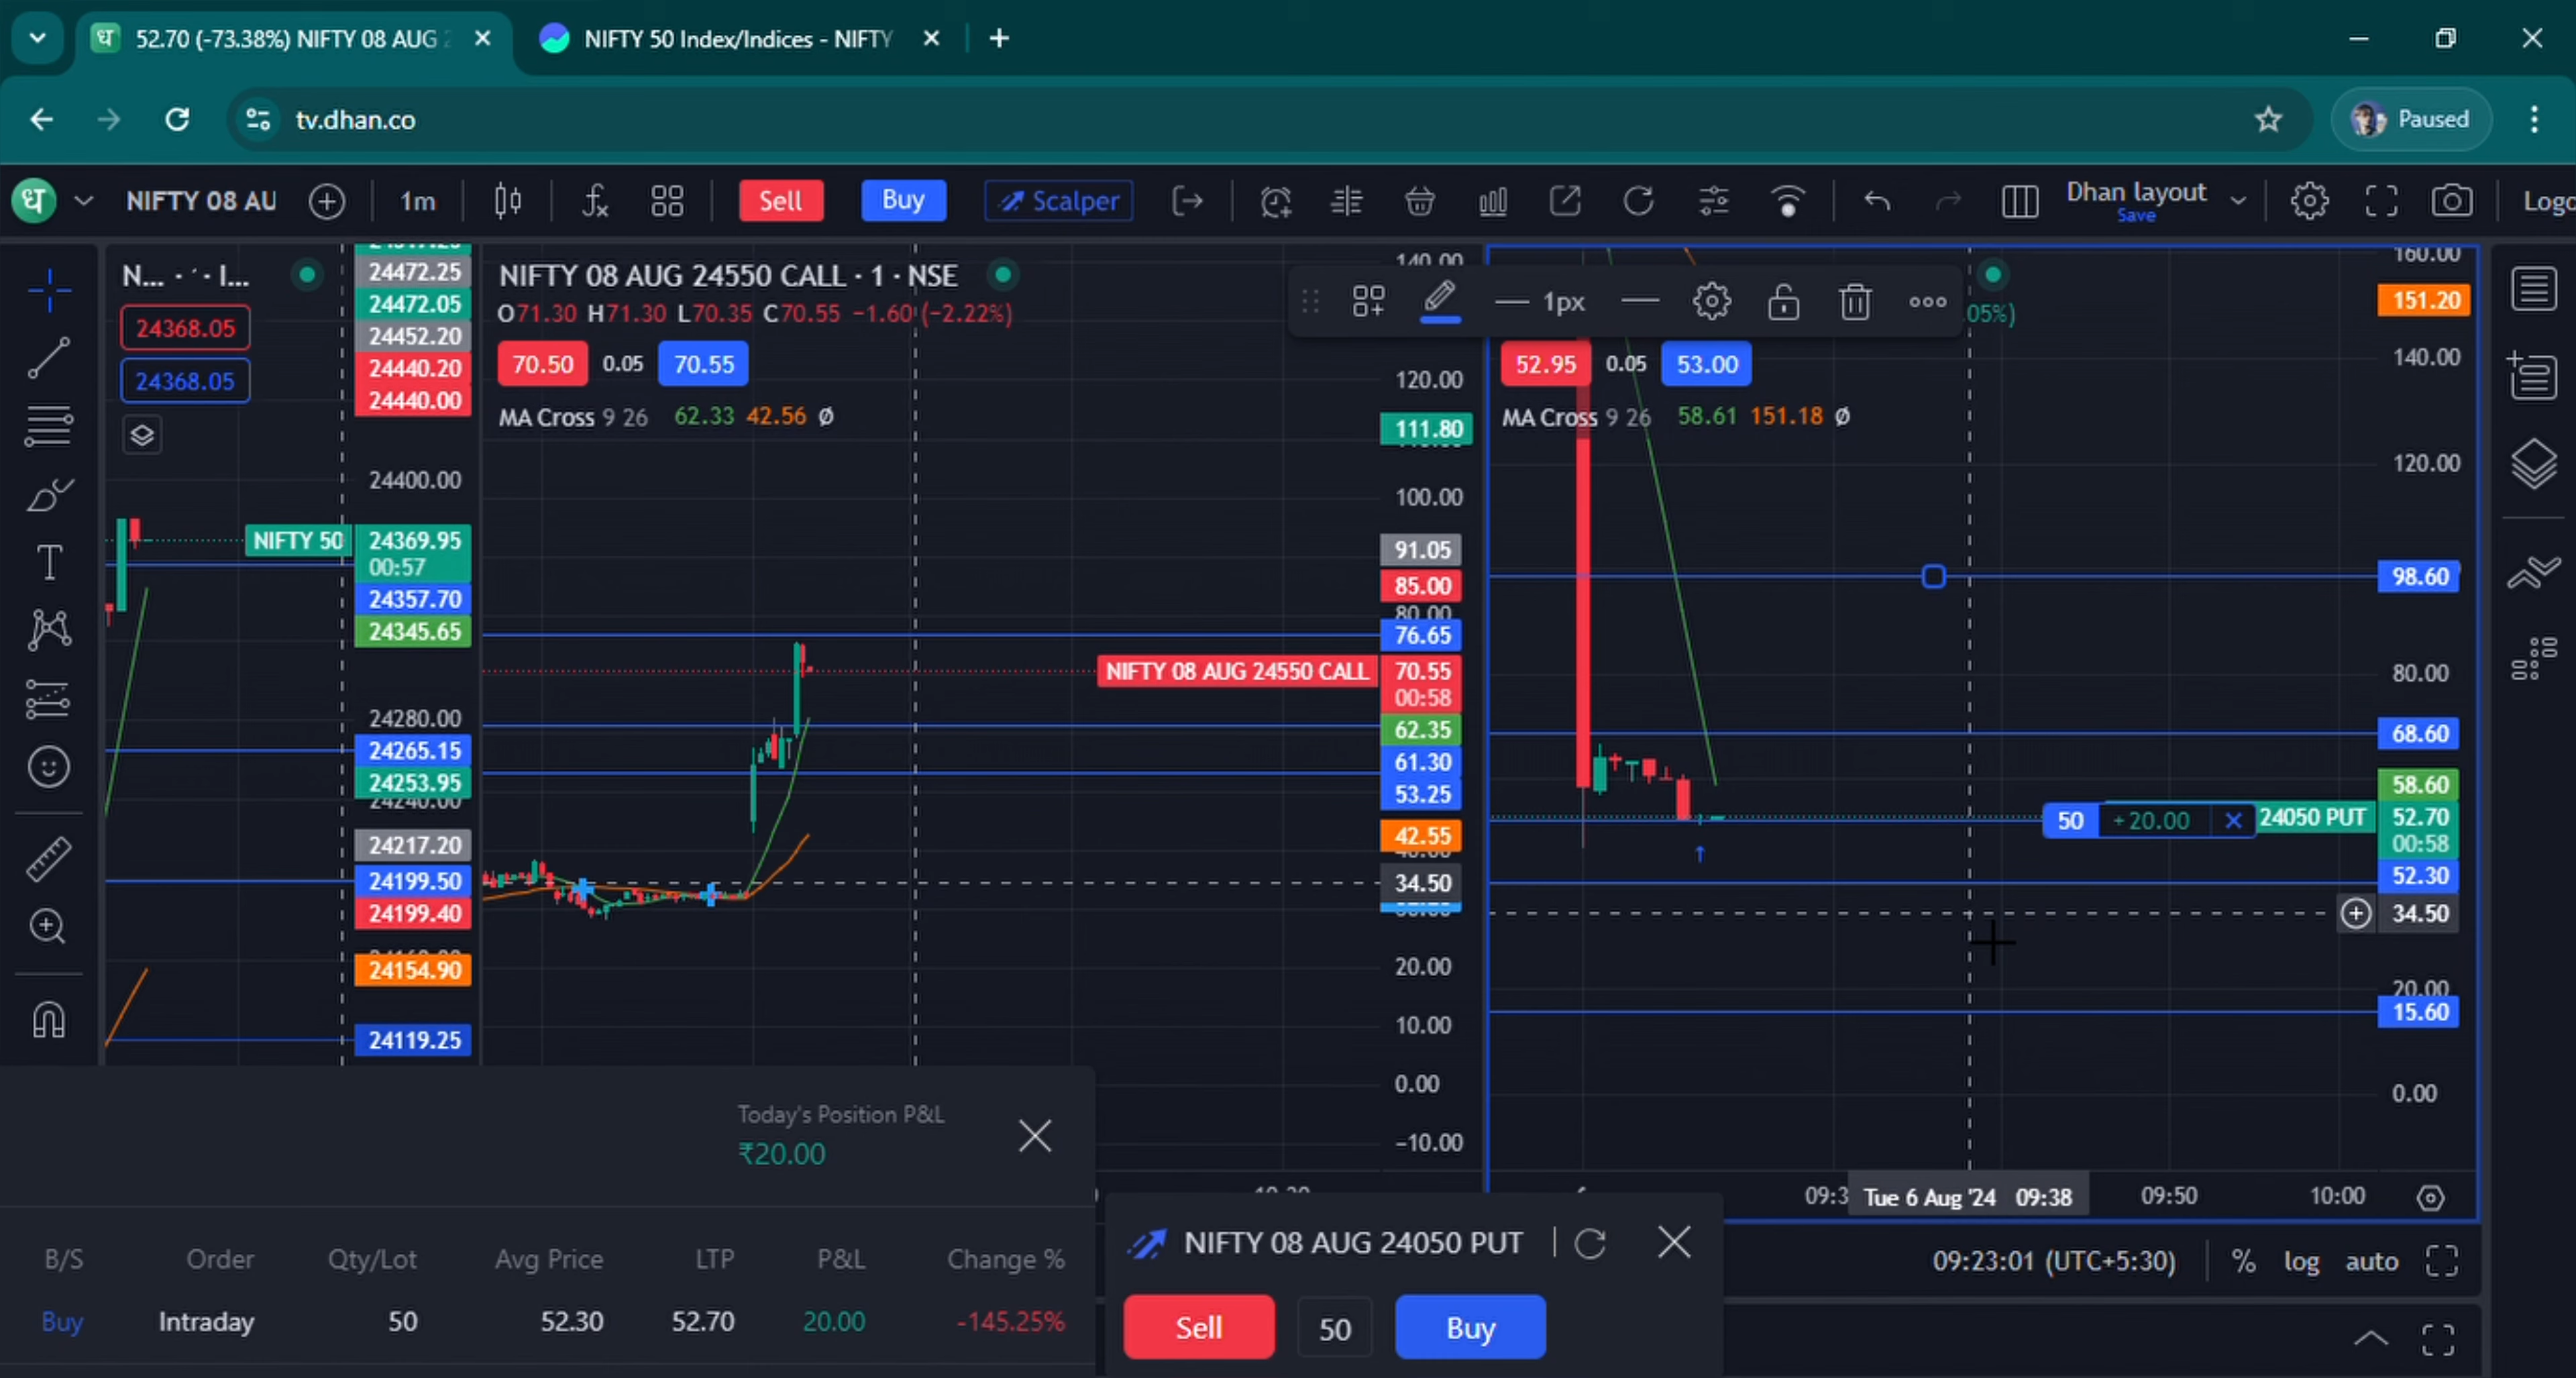 52.70 (-73.38%) NIFTY 08 AUG
NIFTY 50 Index/Indices - NIFTY
tv.dhan.co
Paused
NIFTY 08 AU
1m
Sell
Buy
Scalper
Dhan layout
Save
Logo
N... · ´· I...
24368.05
24368.05
24472.25
24472.05
24452.20
24440.20
24440.00
24400.00
NIFTY 50
24369.95
00:57
24357.70
24345.65
24280.00
24265.15
24253.95
24240.00
24217.20
24199.50
24199.40
24154.90
24119.25
NIFTY 08 AUG 24550 CALL · 1 · NSE
O71.30 H71.30 L70.35 C70.55 −1.60 (−2.22%)
70.50 0.05 70.55
MA Cross 9 26 62.33 42.56 Ø
140.00
120.00
111.80
100.00
91.05
85.00
80.00
76.65
NIFTY 08 AUG 24550 CALL
70.55
00:58
62.35
61.30
53.25
42.55
34.50
20.00
10.00
0.00
−10.00
1px
05%)
52.95 0.05 53.00
MA Cross 9 26 58.61 151.18 Ø
160.00
151.20
140.00
120.00
98.60
80.00
68.60
58.60
50 +20.00
24050 PUT
52.70
00:58
52.30
34.50
20.00
15.60
0.00
09:3
Tue 6 Aug '24 09:38
09:50
10:00
09:23:01 (UTC+5:30)
% log auto
Today's Position P&L
₹20.00
B/S Order Qty/Lot Avg Price LTP P&L Change %
Buy Intraday 50 52.30 52.70 20.00 -145.25%
NIFTY 08 AUG 24050 PUT
Sell 50 Buy